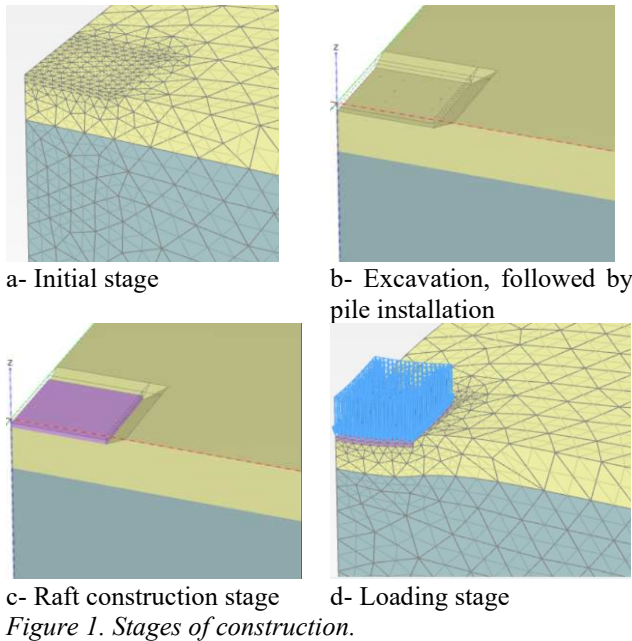 a- Initial stage
b- Excavation, followed by
pile installation
z
z
c- Raft construction stage
d- Loading stage
Figure 1. Stages of construction.